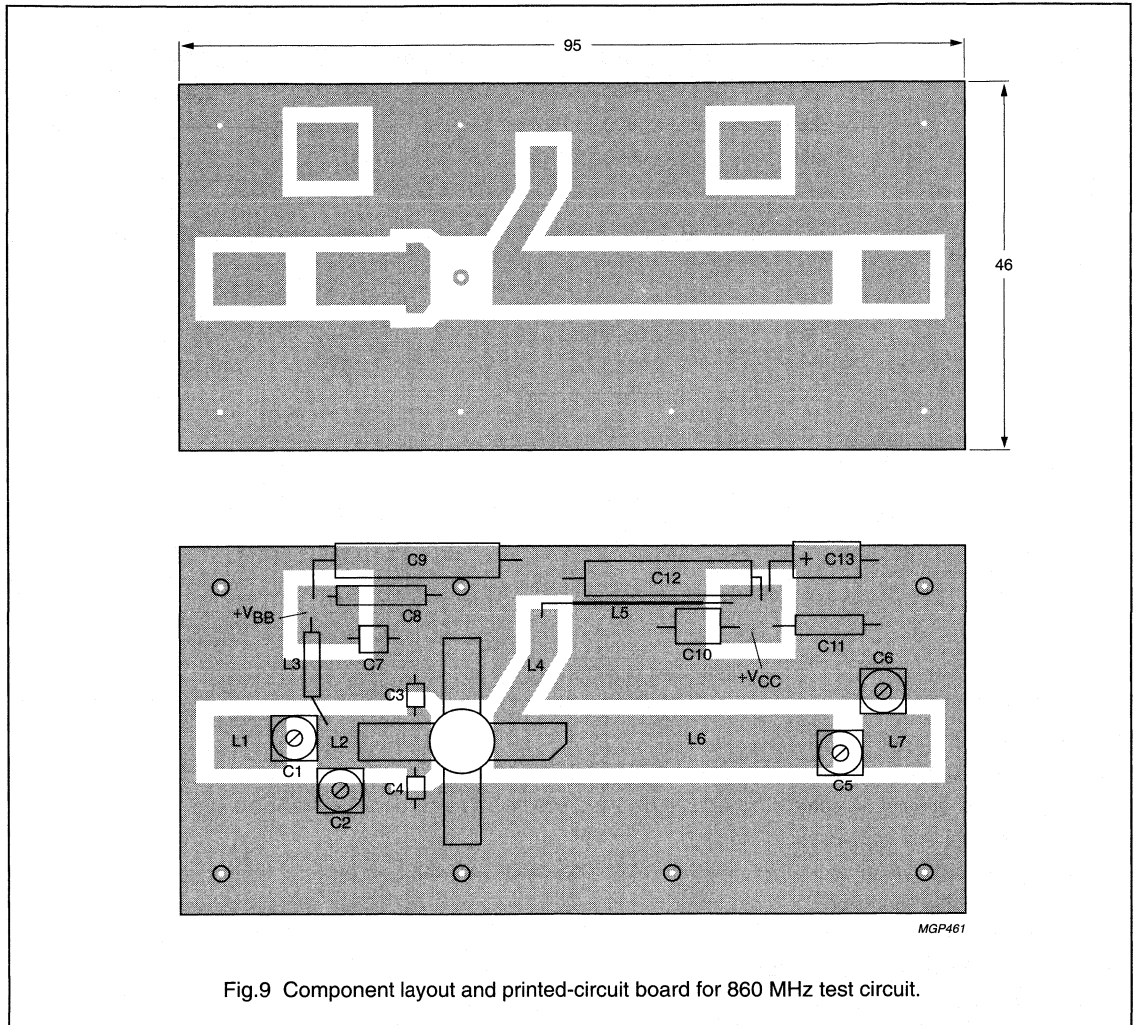 95
46
C9
C12
+ C13
C8
+VBB
L5
C10
C11
L3
C7
L4
+VCC
C6
C3
L1
L2
L6
L7
C1
C4
C5
C2
MGP461
Fig.9 Component layout and printed-circuit board for 860 MHz test circuit.